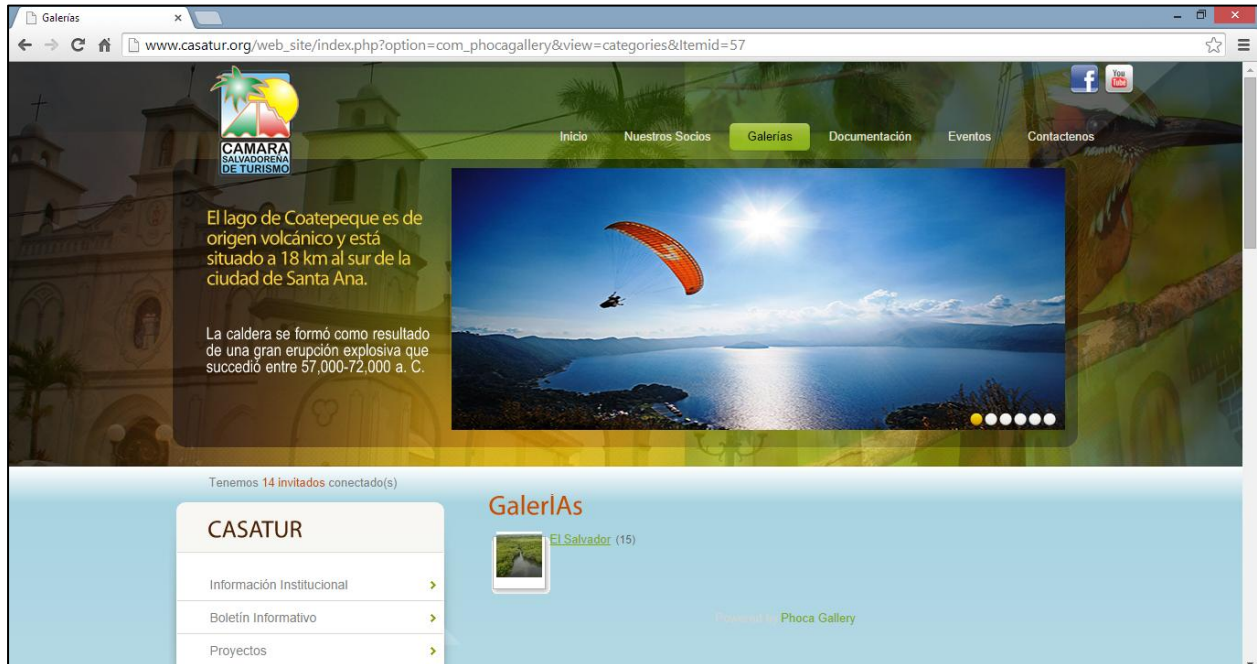 Galerías
www.casatur.org/web_site/index.php?option=com_phocagallery&view=categories&Itemid=57
f
You
Tube
CAMARA
SALVADOREÑA
DE TURISMO
Inicio Nuestros Socios Galerías Documentación Eventos Contactenos
El lago de Coatepeque es de
origen volcánico y está
situado a 18 km al sur de la
ciudad de Santa Ana.
La caldera se formó como resultado
de una gran erupción explosiva que
succedió entre 57,000-72,000 a. C.
Tenemos 14 invitados conectado(s)
CASATUR
Información Institucional
Boletín Informativo
Proyectos
GalerÍAs
El Salvador (15)
Powered by Phoca Gallery